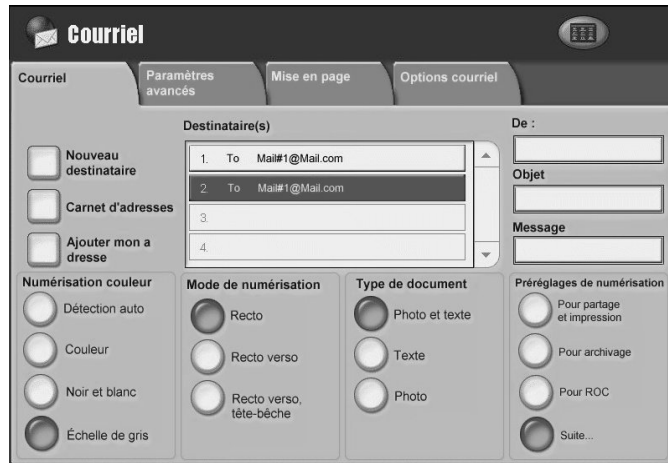 Courriel
Courriel
Paramètres
avancés
Mise en page
Options courriel
Destinataire(s)
De :
Nouveau
destinataire
1. To Mail#1@Mail.com
2. To Mail#1@Mail.com
3.
4.
Carnet d'adresses
Ajouter mon a
dresse
Objet
Message
Numérisation couleur
Détection auto
Couleur
Noir et blanc
Échelle de gris
Mode de numérisation
Recto
Recto verso
Recto verso,
tête-bêche
Type de document
Photo et texte
Texte
Photo
Préréglages de numérisation
Pour partage
et impression
Pour archivage
Pour ROC
Suite...